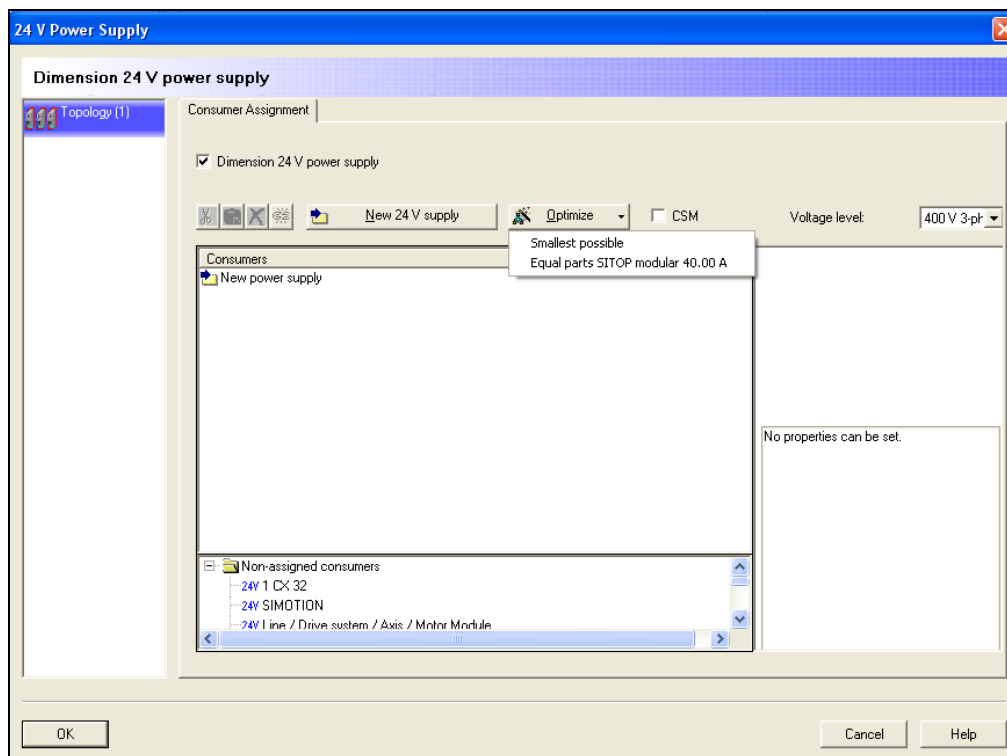 24 V Power Supply
Dimension 24 V power supply
Topology (1)
Consumer Assignment
Dimension 24 V power supply
New 24 V supply
Optimize
CSM
Voltage level:
400 V 3-ph
Smallest possible
Equal parts SITOP modular 40.00 A
Consumers
New power supply
No properties can be set.
Non-assigned consumers
24V 1 CX 32
24V SIMOTION
24V Line / Drive system / Axis / Motor Module
OK
Cancel
Help